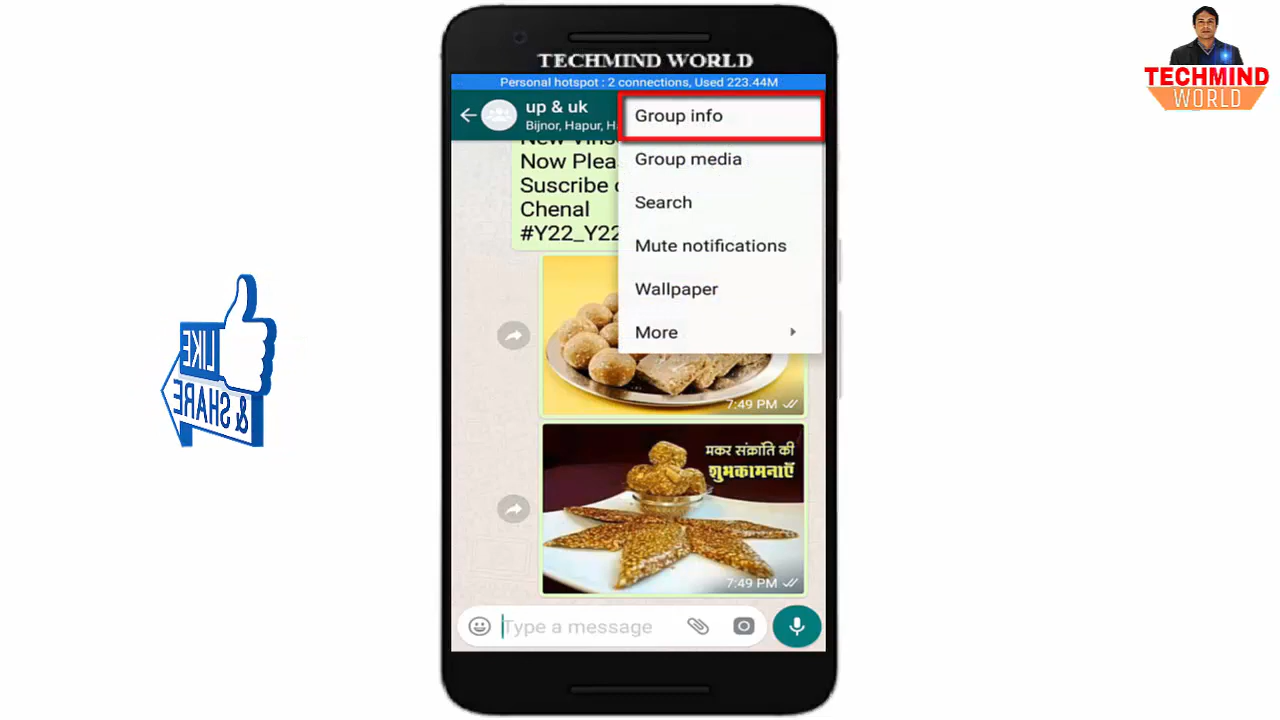 TECHMIND WORLD
Personal hotspot : 2 connections, Used 223.44M
up & uk
Bijnor, Hapur, H
Group info
Group media
Search
Mute notifications
Wallpaper
More
Now Plea
Suscribe
Chenal
#Y22_Y22
7:49 PM
मकर संक्रांति की
शुभकामनाएँ
7:49 PM
Type a message
LIKE
& SHARE
TECHMIND
WORLD